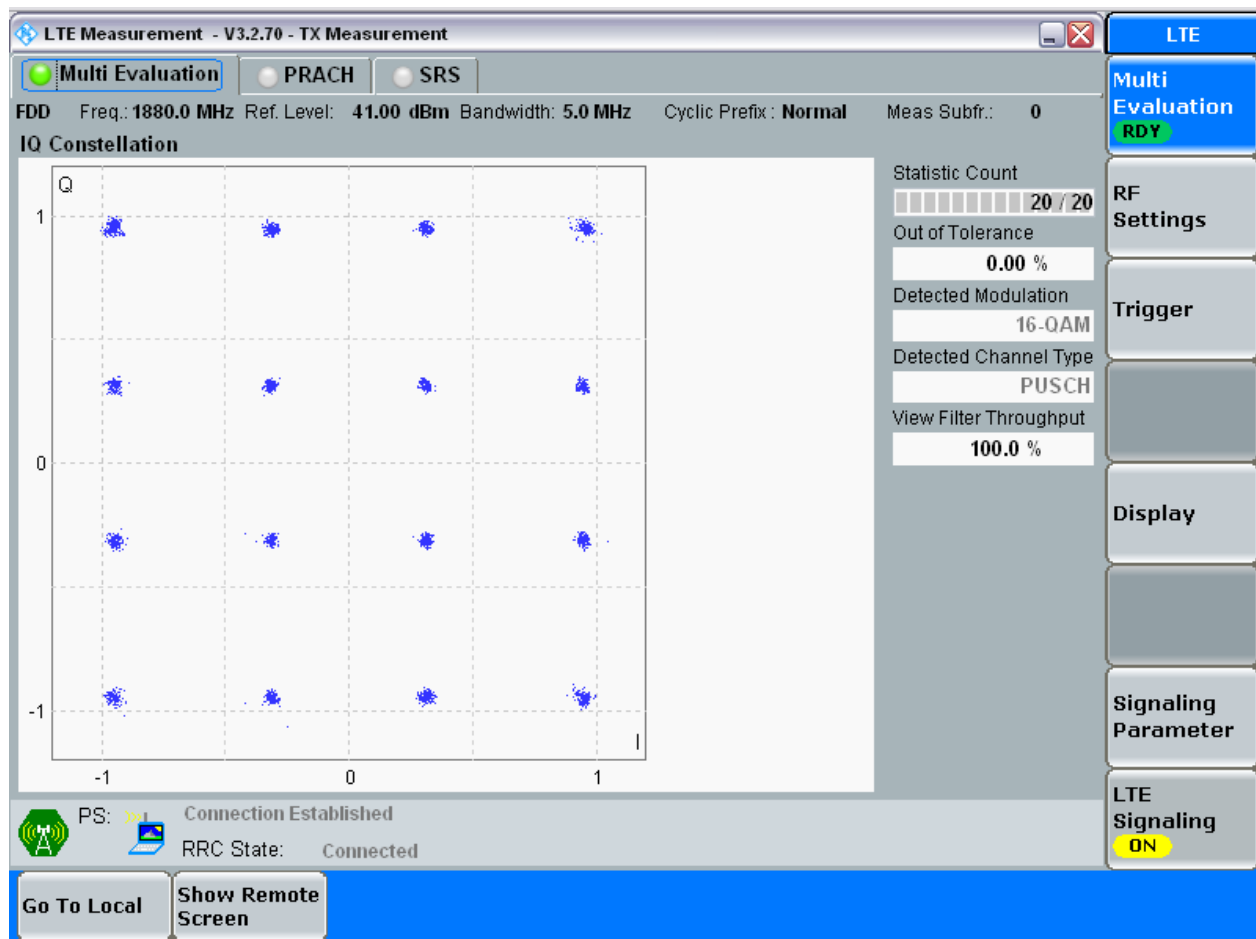 LTE Measurement - V3.2.70 - TX Measurement
LTE
Multi Evaluation PRACH SRS
FDD Freq.: 1880.0 MHz Ref. Level: 41.00 dBm Bandwidth: 5.0 MHz Cyclic Prefix : Normal Meas Subfr.: 0
IQ Constellation
Q
1
0
-1
I
-1 0 1
Statistic Count
20 / 20
Out of Tolerance
0.00 %
Detected Modulation
16-QAM
Detected Channel Type
PUSCH
View Filter Throughput
100.0 %
Multi
Evaluation
RDY
RF
Settings
Trigger
Display
Signaling
Parameter
LTE
Signaling
ON
PS: Connection Established
RRC State: Connected
Go To Local
Show Remote
Screen